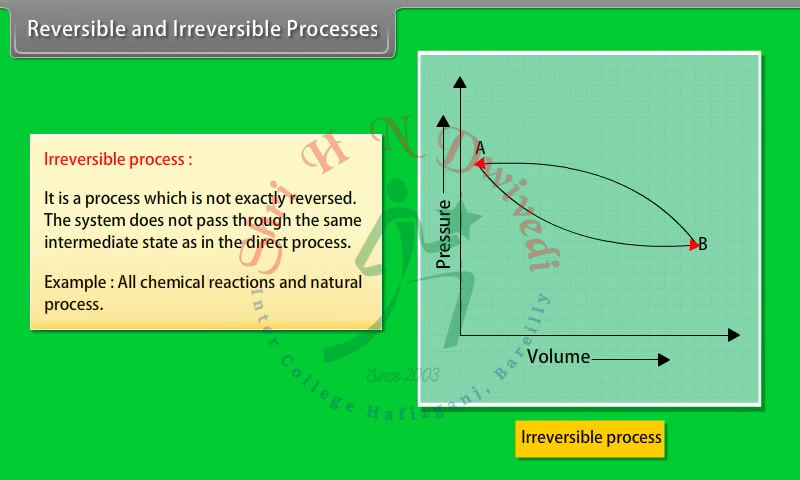 Reversible and Irreversible Processes
Irreversible process :
It is a process which is not exactly reversed.
The system does not pass through the same
intermediate state as in the direct process.
Example : All chemical reactions and natural
process.
A
B
Pressure
Volume
Irreversible process
Shri H N Dwivedi
Inter College Hafizganj, Bareilly
Since 2003